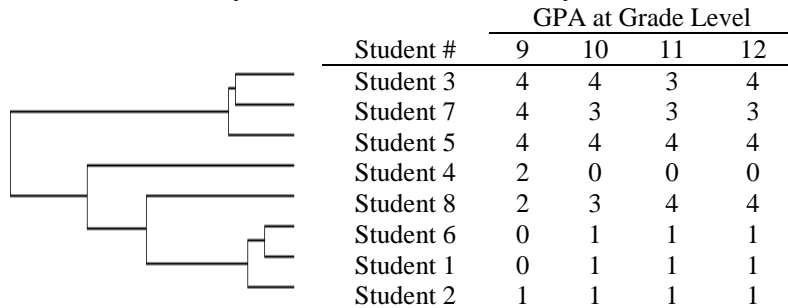 GPA at Grade Level
Student # 9 10 11 12
Student 3 4 4 3 4
Student 7 4 3 3 3
Student 5 4 4 4 4
Student 4 2 0 0 0
Student 8 2 3 4 4
Student 6 0 1 1 1
Student 1 0 1 1 1
Student 2 1 1 1 1